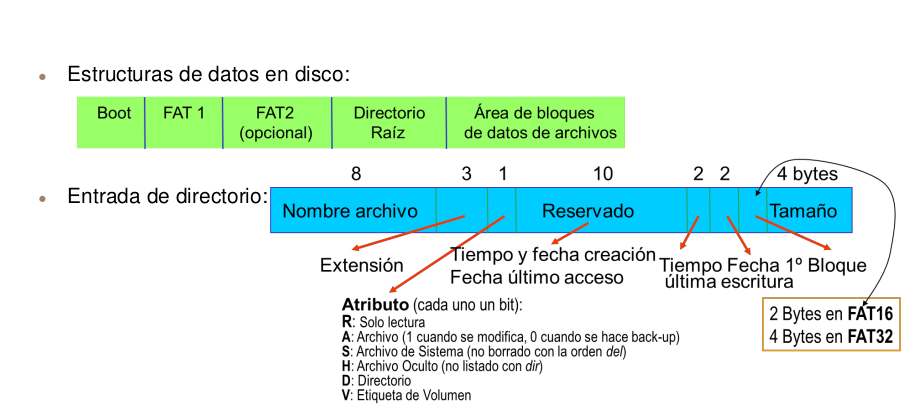 • Estructuras de datos en disco:
Boot
FAT 1
FAT2
(opcional)
Directorio
Raíz
Área de bloques
de datos de archivos
8 3 1 10 2 2 4 bytes
• Entrada de directorio:
Nombre archivo
Reservado
Tamaño
Extensión
Tiempo y fecha creación
Fecha último acceso
Tiempo Fecha 1º Bloque
última escritura
Atributo (cada uno un bit):
R: Solo lectura
A: Archivo (1 cuando se modifica, 0 cuando se hace back-up)
S: Archivo de Sistema (no borrado con la orden del)
H: Archivo Oculto (no listado con dir)
D: Directorio
V: Etiqueta de Volumen
2 Bytes en FAT16
4 Bytes en FAT32